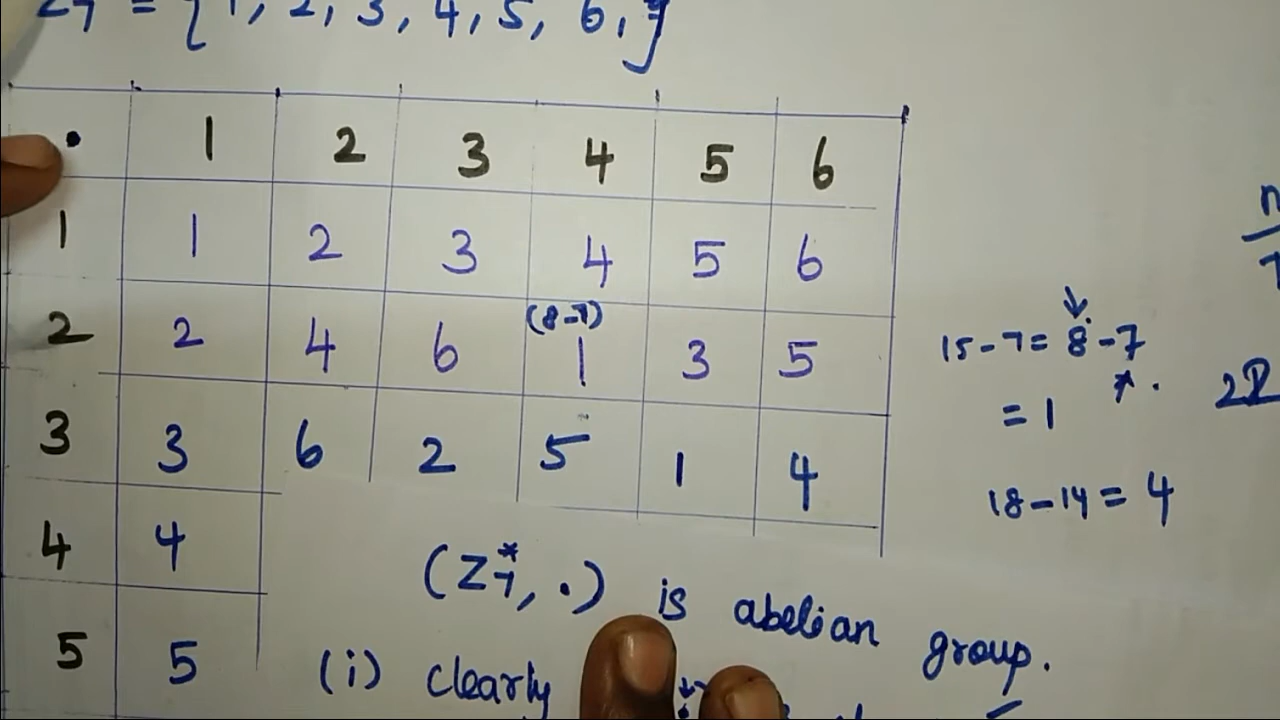 = {1, 2, 3, 4, 5, 6, }
• 1 2 3 4 5 6
1 1 2 3 4 5 6
(8-7)
2 2 4 6 1 3 5
15-7= 8-7
= 1
3 3 6 2 5 1 4
18-14= 4
4 4
(Z₇*, .) is abelian group.
5 5
(i) clearly